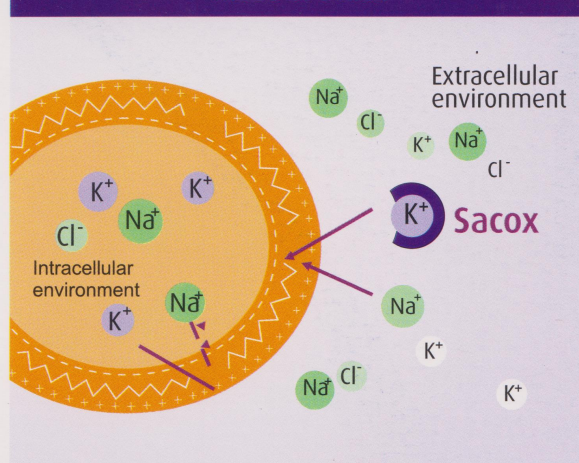 Extracellular
environment
Na+
Cl-
K+
Na+
Cl-
K+
K+
Na+
Cl-
K+
Sacox
Intracellular
environment
Na+
K+
Na+
K+
Na+
Cl-
K+